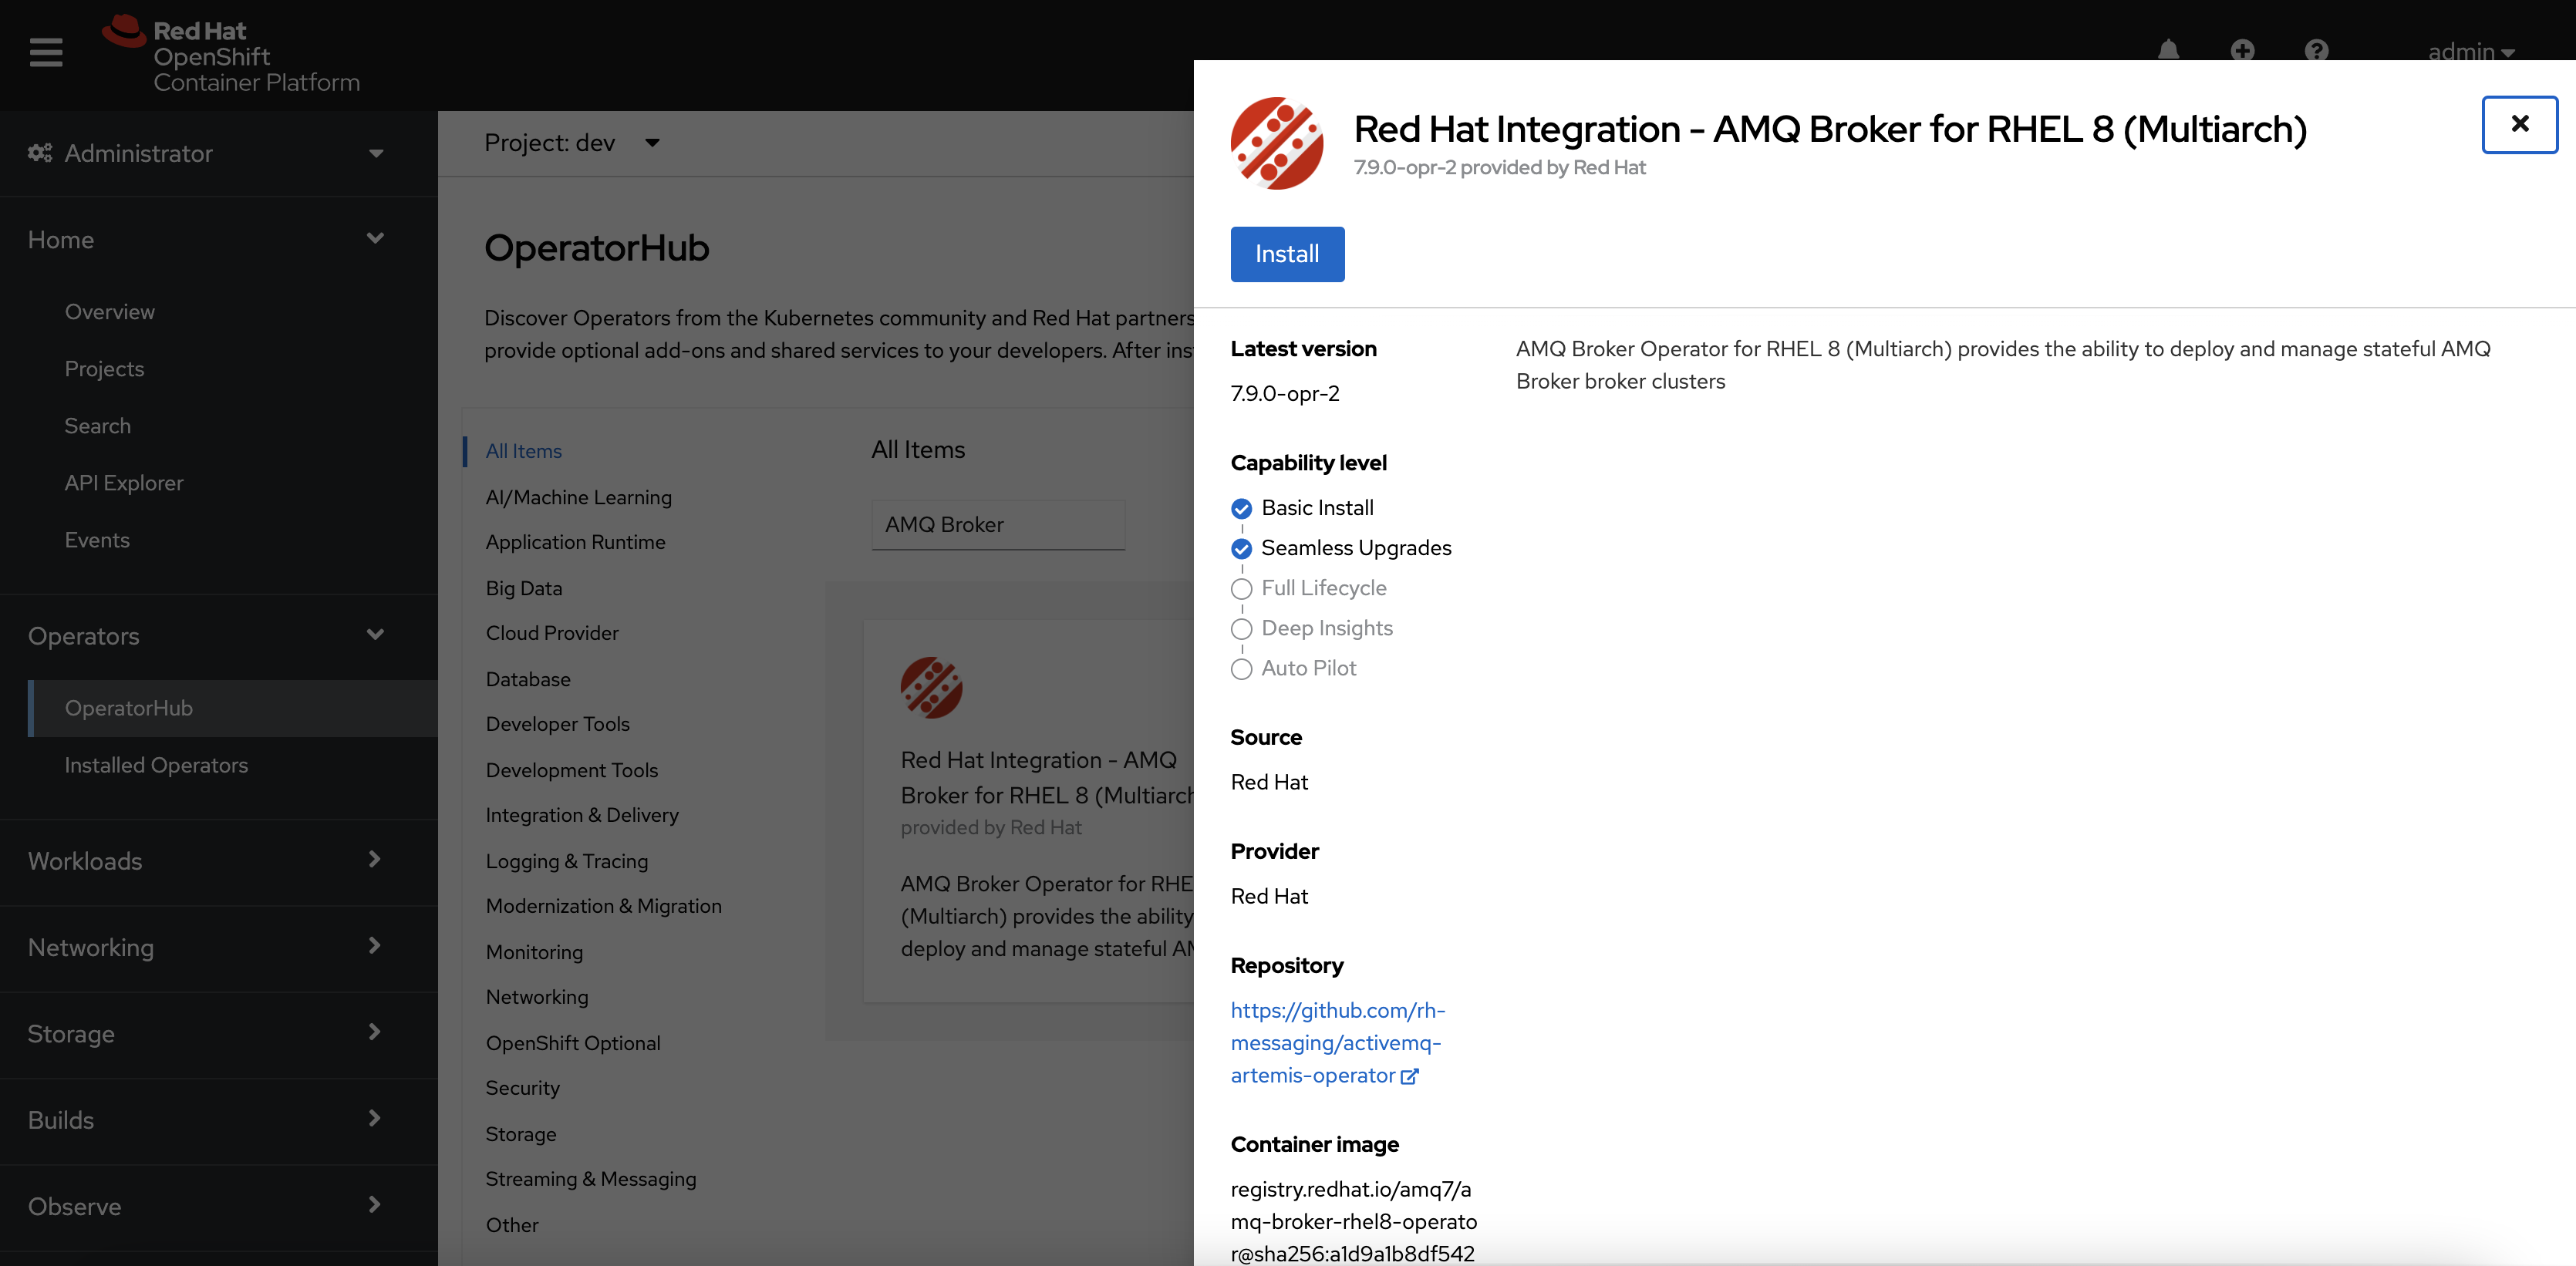 Red Hat
OpenShift
Container Platform
admin
Administrator
Home
Overview
Projects
Search
API Explorer
Events
Operators
OperatorHub
Installed Operators
Workloads
Networking
Storage
Builds
Observe
Project: dev
OperatorHub
Discover Operators from the Kubernetes community and Red Hat partners
provide optional add-ons and shared services to your developers. After
All Items
AI/Machine Learning
Application Runtime
Big Data
Cloud Provider
Database
Developer Tools
Development Tools
Integration & Delivery
Logging & Tracing
Modernization & Migration
Monitoring
Networking
OpenShift Optional
Security
Storage
Streaming & Messaging
Other
All Items
AMQ Broker
Red Hat Integration - AMQ
Broker for RHEL 8 (Multiarch
provided by Red Hat
AMQ Broker Operator for RHE
(Multiarch) provides the ability
deploy and manage stateful
Red Hat Integration - AMQ Broker for RHEL 8 (Multiarch)
7.9.0-opr-2 provided by Red Hat
Install
Latest version
7.9.0-opr-2
Capability level
Basic Install
Seamless Upgrades
Full Lifecycle
Deep Insights
Auto Pilot
Source
Red Hat
Provider
Red Hat
Repository
https://github.com/rh-
messaging/activemq-
artemis-operator
Container image
registry.redhat.io/amq7/a
mq-broker-rhel8-operato
r@sha256:a1d9a1b8df542
AMQ Broker Operator for RHEL 8 (Multiarch) provides the ability to deploy and manage stateful AMQ
Broker broker clusters